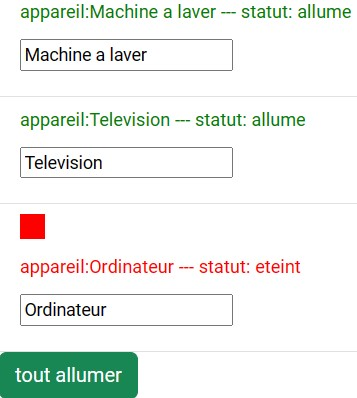 appareil:Machine a laver --- statut: allume
Machine a laver
appareil:Television --- statut: allume
Television
appareil:Ordinateur --- statut: eteint
Ordinateur
tout allumer